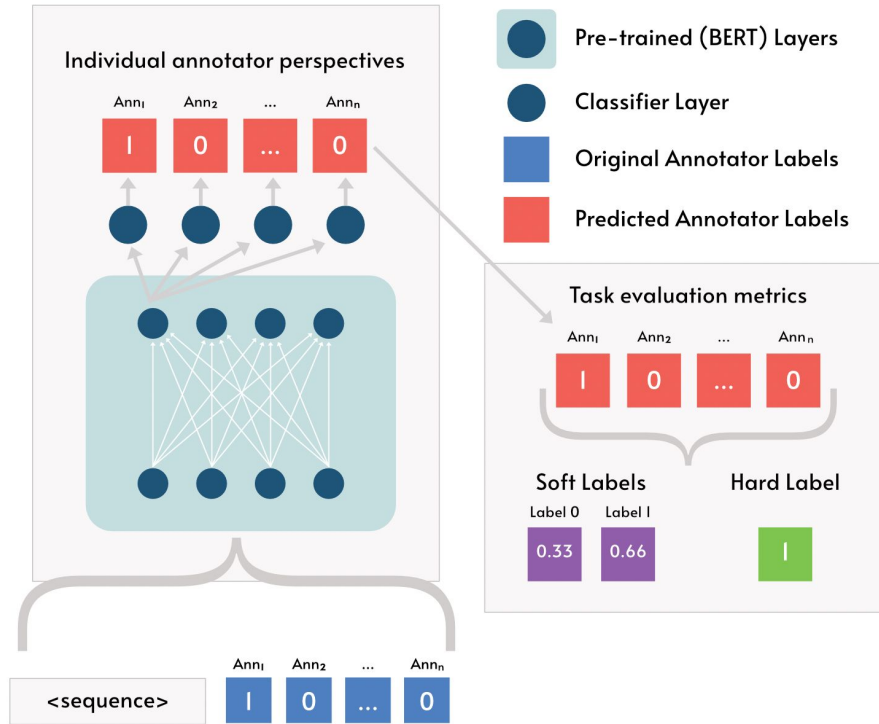 Individual annotator perspectives
Ann₁ Ann₂ ... Annₙ
1 0 ... 0
Pre-trained (BERT) Layers
Classifier Layer
Original Annotator Labels
Predicted Annotator Labels
Task evaluation metrics
Ann₁ Ann₂ ... Annₙ
1 0 ... 0
Soft Labels Hard Label
Label 0 Label 1
0.33 0.66 1
Ann₁ Ann₂ ... Annₙ
<sequence> 1 0 ... 0